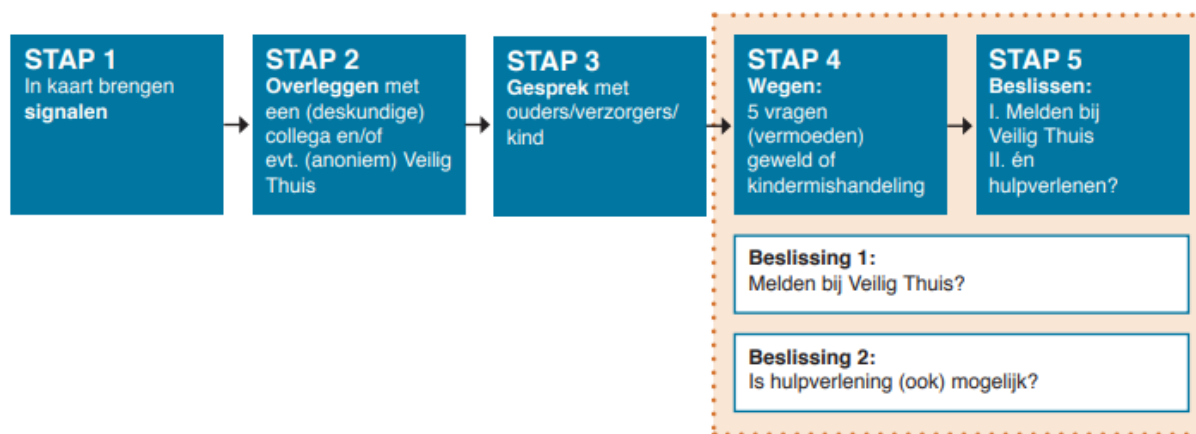 STAP 1
In kaart brengen
signalen
STAP 2
Overleggen met
een (deskundige)
collega en/of
evt. (anoniem) Veilig
Thuis
STAP 3
Gesprek met
ouders/verzorgers/
kind
STAP 4
Wegen:
5 vragen
(vermoeden)
geweld of
kindermishandeling
STAP 5
Beslissen:
I. Melden bij
Veilig Thuis
II. én
hulpverlenen?
Beslissing 1:
Melden bij Veilig Thuis?
Beslissing 2:
Is hulpverlening (ook) mogelijk?